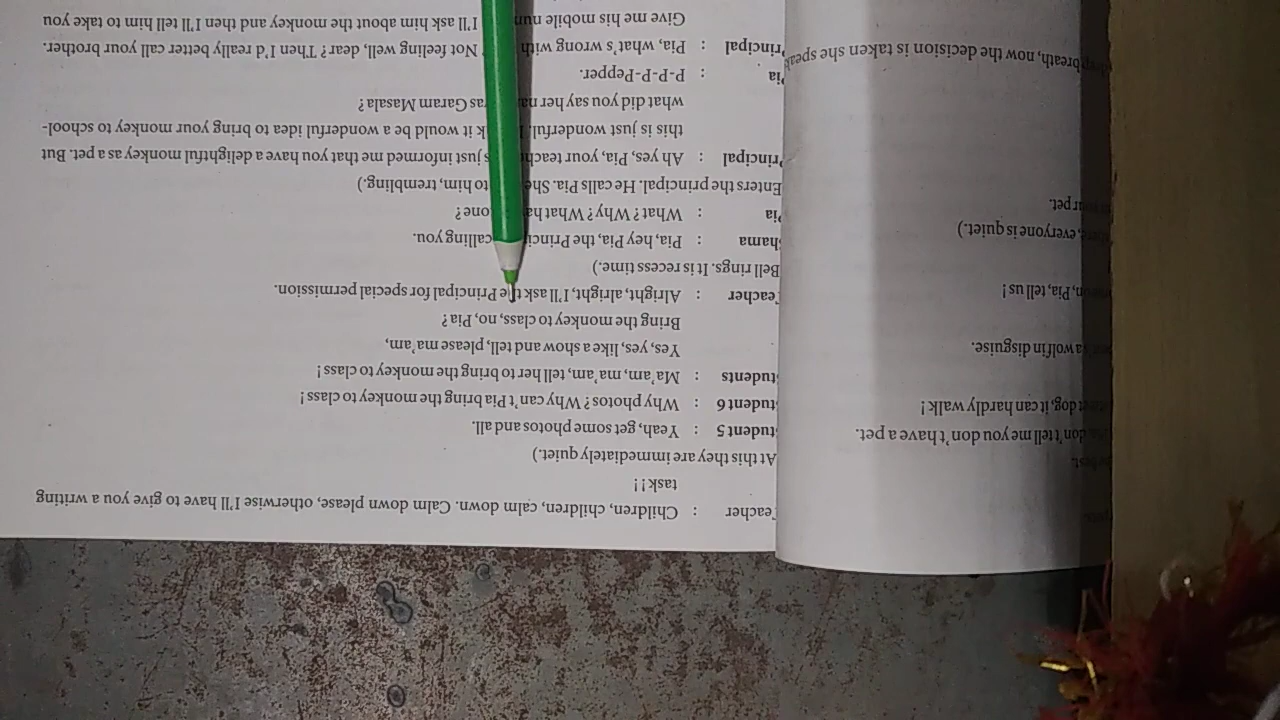 Teacher : Children, children, calm down. Calm down please, otherwise I'll have to give you a writing
task!!
At this they are immediately quiet.)
Student 5 : Yeah, get some photos and all.
Student 6 : Why photos? Why can't Pia bring the monkey to class!
Students : Ma'am, ma'am, tell her to bring the monkey to class!
Yes, yes, like a show and tell, please ma'am,
Bring the monkey to class, no, Pia?
Teacher : Alright, alright, I'll ask the Principal for special permission.
Bell rings. It is recess time.)
Shama : Pia, hey Pia, the calling you.
Pia : What? Why? What
Enters the principal. He calls Pia. to him, trembling.)
Principal : Ah yes, Pia, your just informed me that you have a delightful monkey as a pet. But
this is just wonderful. it would be a wonderful idea to bring your monkey to school-
what did you say her Garam Masala?
Pia : P-P-P-Pepper.
Principal : Pia, what's wrong with Not feeling well, dear? Then I'd really better call your brother.
Give me his mobile I'll ask him about the monkey and then I'll tell him to take you
don't tell me you don't have a pet.
dog, it can hardly walk!
a wolf in disguise.
Pia, tell us!
everyone is quiet.)
pet.
breath, now the decision is taken she